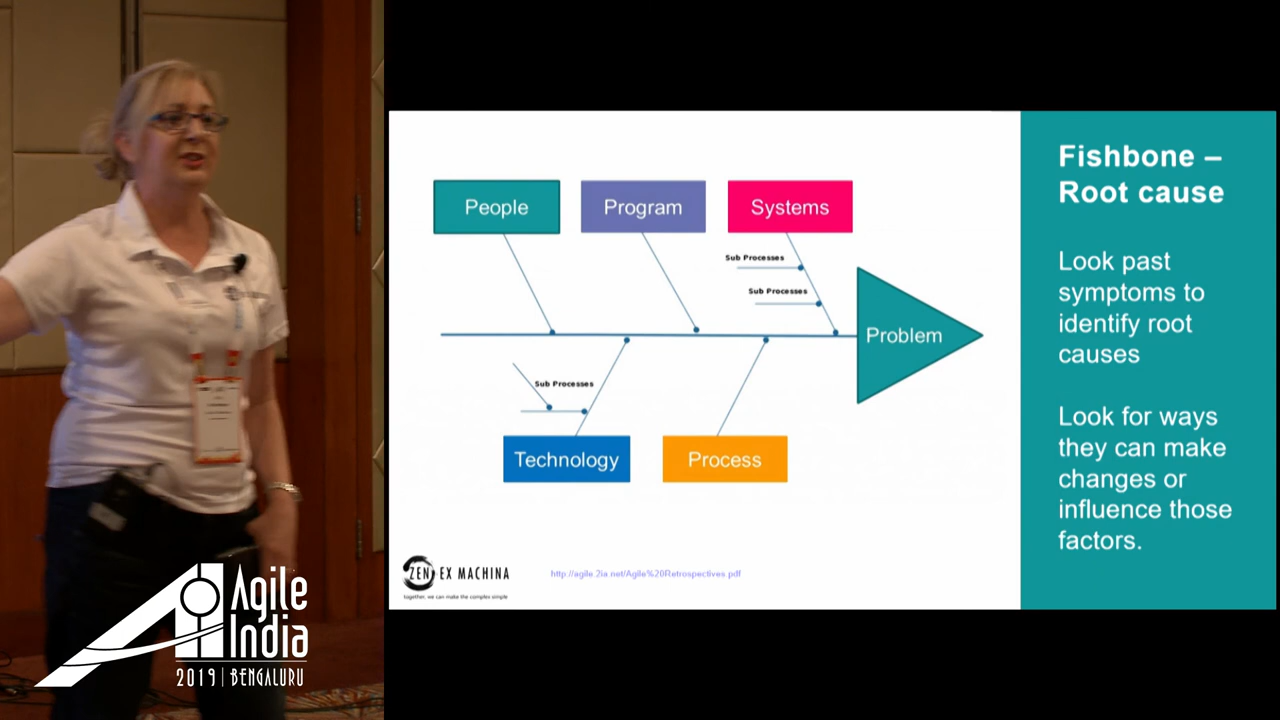 People
Program
Systems
Sub Processes
Sub Processes
Problem
Sub Processes
Technology
Process
Fishbone –
Root cause
Look past
symptoms to
identify root
causes
Look for ways
they can make
changes or
influence those
factors.
ZEN EX MACHINA
together, we can make the complex simple
http://agile.2ia.net/Agile%20Retrospectives.pdf
Agile
India
2019 | BENGALURU